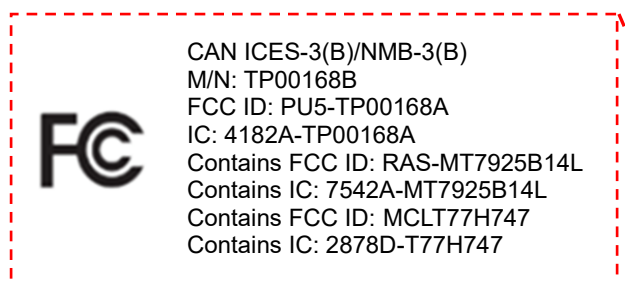 FC
CAN ICES-3(B)/NMB-3(B)
M/N: TP00168B
FCC ID: PU5-TP00168A
IC: 4182A-TP00168A
Contains FCC ID: RAS-MT7925B14L
Contains IC: 7542A-MT7925B14L
Contains FCC ID: MCLT77H747
Contains IC: 2878D-T77H747